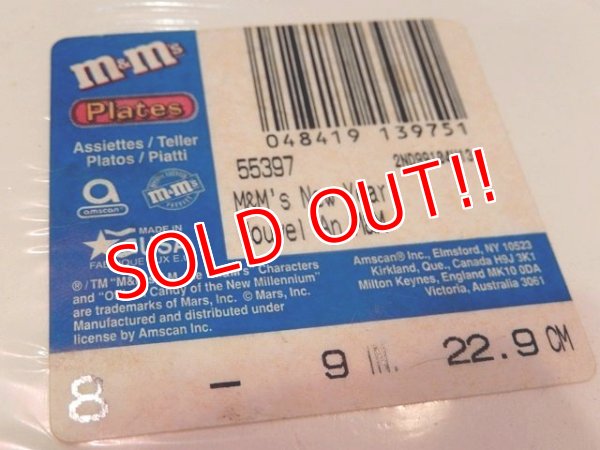 m&m's
Plates
Assiettes / Teller
Platos / Piatti
048419 139751
55397
M&M's New Year
An M&M
a
amscan®
m&m's
MADE IN
USA
SOLD OUT!!
®/TM "M&M's
Characters
and "O Candy of the New Millennium"
are trademarks of Mars, Inc. © Mars, Inc.
Manufactured and distributed under
license by Amscan Inc.
Amscan® Inc., Elmsford, NY 10523
Kirkland, Que., Canada H9J 3K1
Milton Keynes, England MK10 0DA
Victoria, Australia 3061
8 - 9 IN. 22.9 CM